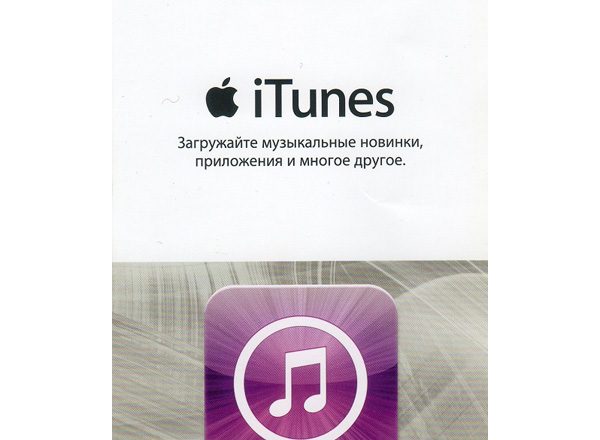 iTunes
Загружайте музыкальные новинки,
приложения и многое другое.